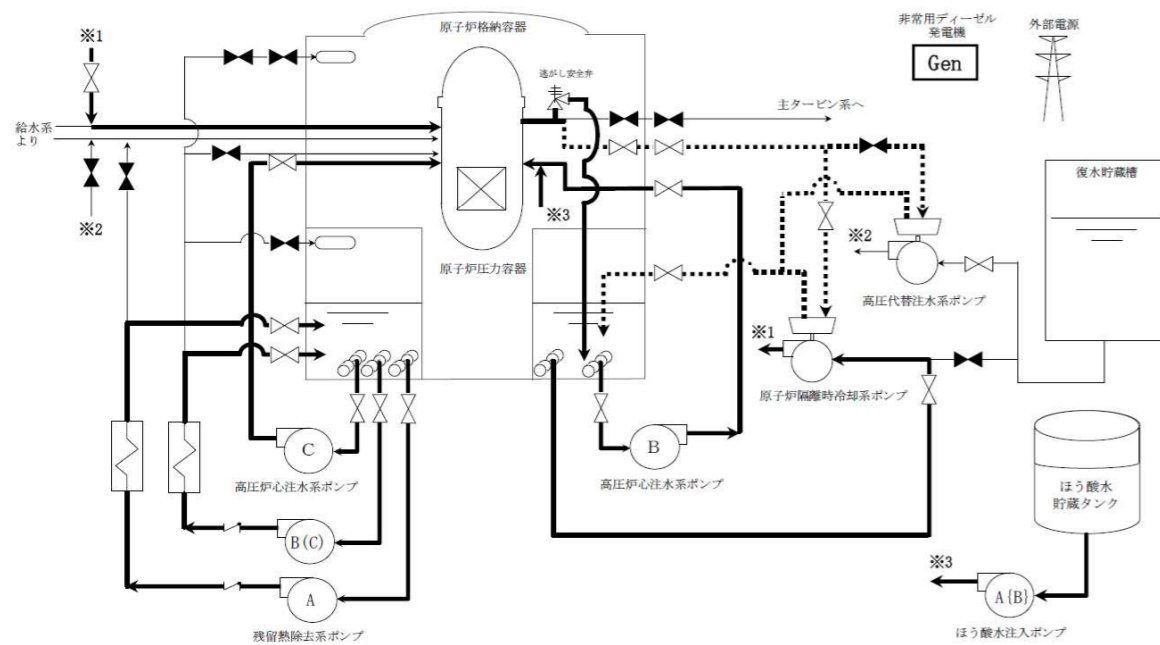 原子炉格納容器
非常用ディーゼル
発電機
外部電源
Gen
※1
逃がし安全弁
主タービン系へ
給水系
より
復水貯蔵槽
※2
※3
※2
原子炉圧力容器
高圧代替注水系ポンプ
※1
原子炉隔離時冷却系ポンプ
C
B
高圧炉心注水系ポンプ
高圧炉心注水系ポンプ
ほう酸水
貯蔵タンク
B(C)
※3
A
A{B}
残留熱除去系ポンプ
ほう酸水注入ポンプ